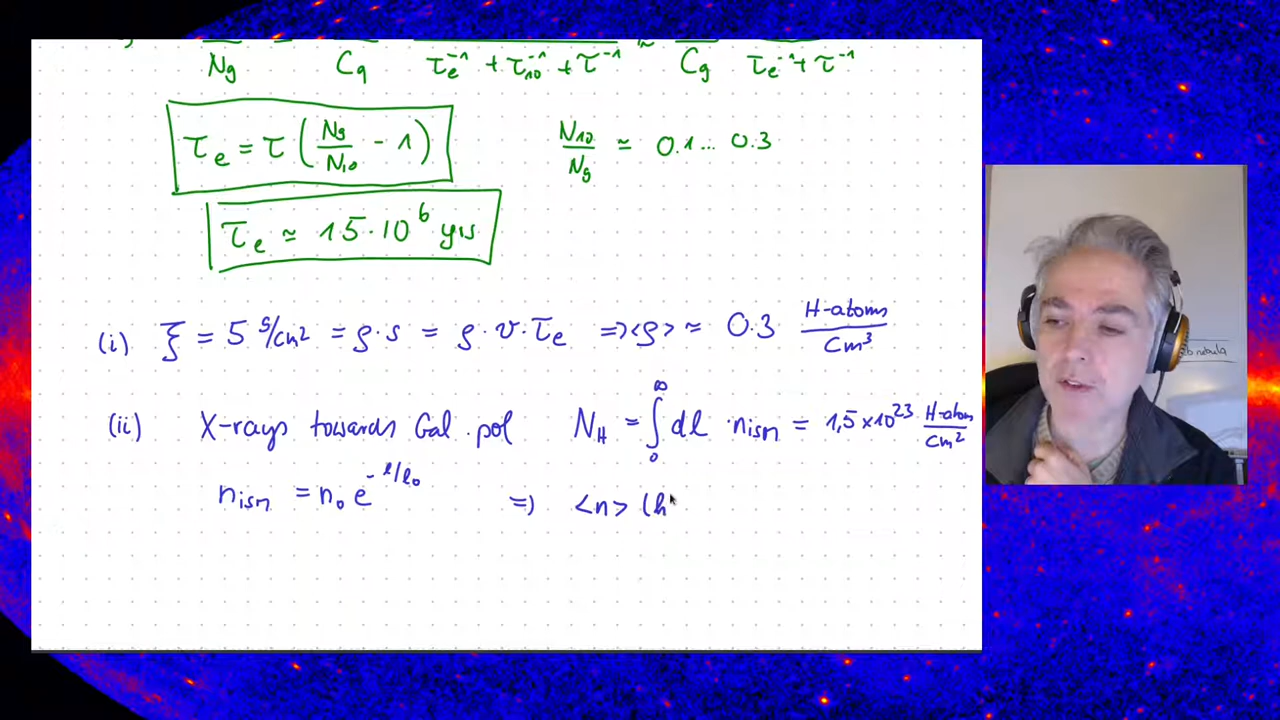 Ng = Cg τe⁻¹ + τ10⁻¹ + τ⁻¹ ≈ Cg τe⁻¹ + τ⁻¹
τe = τ (Ng/N10 - 1)
N10/Ng ≃ 0.1... 0.3
τe ≃ 15·10⁶ yrs
(i) ξ = 5 g/cm² = ρ·s = ρ·v·τe ⇒ <ρ> ≈ 0.3 H-atoms/cm³
(ii) X-rays towards Gal. pol NH = ∫₀^∞ dl · nism = 1,5×10²³ H-atom/cm²
nism = n₀ e^(-l/l₀) ⇒ <n> (h